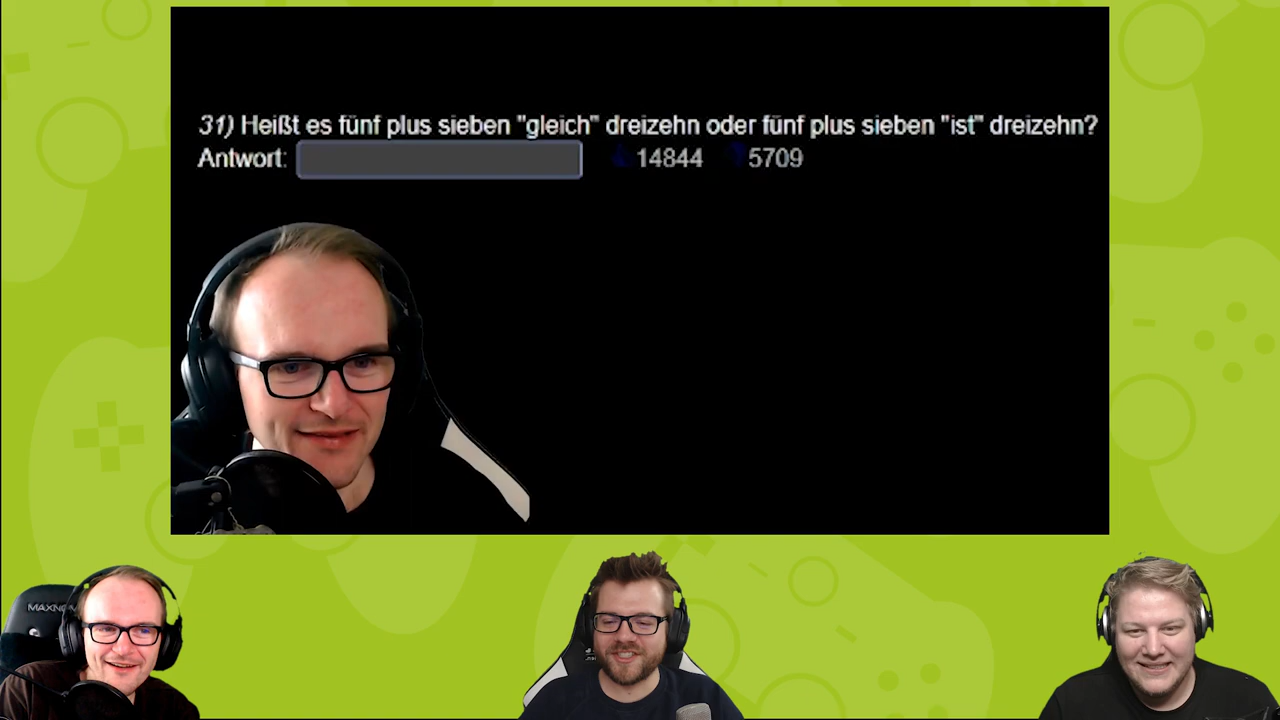 31) Heißt es fünf plus sieben "gleich" dreizehn oder fünf plus sieben "ist" dreizehn?
Antwort: 14844 5709